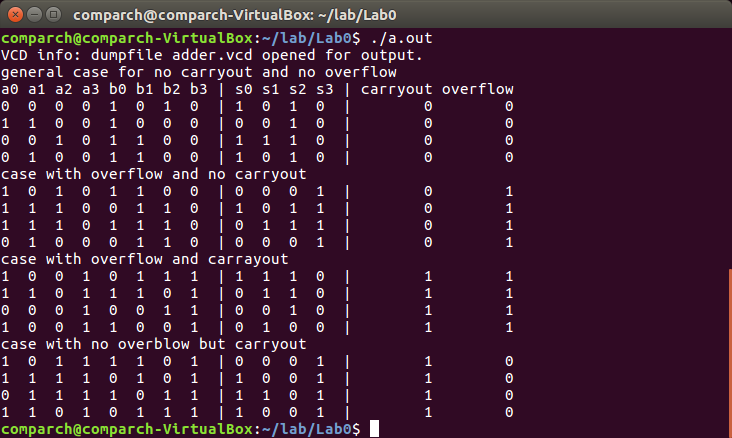 comparch@comparch-VirtualBox: ~/lab/Lab0
comparch@comparch-VirtualBox:~/lab/Lab0$ ./a.out
VCD info: dumpfile adder.vcd opened for output.
general case for no carryout and no overflow
a0 a1 a2 a3 b0 b1 b2 b3 | s0 s1 s2 s3 | carryout overflow
0 0 0 0 1 0 1 0 | 1 0 1 0 | 0 0
1 1 0 0 1 0 0 0 | 0 0 1 0 | 0 0
0 0 1 0 1 1 0 0 | 1 1 1 0 | 0 0
0 1 0 0 1 0 0 0 | 1 0 1 0 | 0 0
case with overflow and no carryout
1 0 1 0 1 1 0 0 | 0 0 0 1 | 0 1
1 1 1 0 0 1 1 0 | 1 0 1 1 | 0 1
1 1 1 0 1 1 1 0 | 0 1 1 1 | 0 1
0 1 0 0 0 1 1 0 | 0 0 0 1 | 0 1
case with overflow and carrayout
1 0 0 1 0 1 1 1 | 1 1 1 0 | 1 1
1 1 0 1 1 1 0 1 | 0 1 1 0 | 1 1
0 0 0 1 0 0 1 1 | 0 0 1 0 | 1 1
1 0 0 1 1 0 0 1 | 0 1 0 0 | 1 1
case with no overblow but carryout
1 0 1 1 1 1 0 1 | 0 0 0 1 | 1 0
1 1 1 1 0 1 0 1 | 1 0 0 1 | 1 0
0 1 1 1 1 0 1 1 | 1 1 0 1 | 1 0
1 1 0 1 0 1 1 1 | 1 0 0 1 | 1 0
comparch@comparch-VirtualBox:~/lab/Lab0$